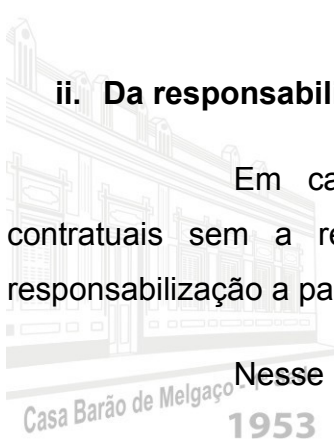 ii. Da responsabil
Em ca
contratuais sem a re
responsabilização a pa
Nesse
Casa Barão de Melgaço
1953